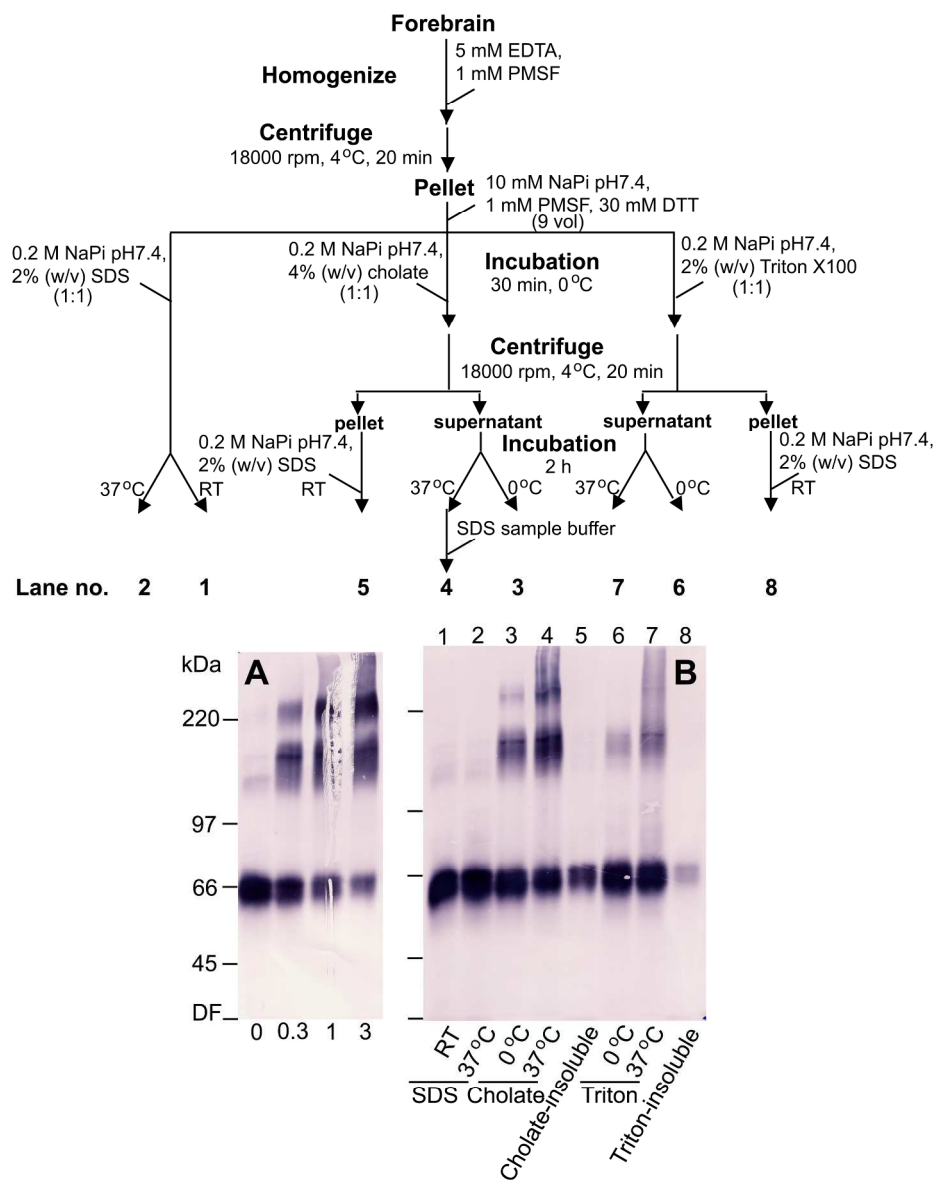 Forebrain
5 mM EDTA,
1 mM PMSF
Homogenize
Centrifuge
18000 rpm, 4°C, 20 min
Pellet
10 mM NaPi pH7.4,
1 mM PMSF, 30 mM DTT
(9 vol)
0.2 M NaPi pH7.4,
2% (w/v) SDS
(1:1)
0.2 M NaPi pH7.4,
4% (w/v) cholate
(1:1)
Incubation
30 min, 0°C
0.2 M NaPi pH7.4,
2% (w/v) Triton X100
(1:1)
Centrifuge
18000 rpm, 4°C, 20 min
pellet supernatant supernatant pellet
0.2 M NaPi pH7.4,
2% (w/v) SDS
RT
Incubation
2 h
0.2 M NaPi pH7.4,
2% (w/v) SDS
RT
37°C RT 37°C 0°C 37°C 0°C
SDS sample buffer
Lane no. 2 1 5 4 3 7 6 8
kDa
A
220
97
66
45
DF
0 0.3 1 3
1 2 3 4 5 6 7 8
B
RT 37°C 0°C 37°C Cholate-insoluble 0°C 37°C Triton-insoluble
SDS Cholate Triton